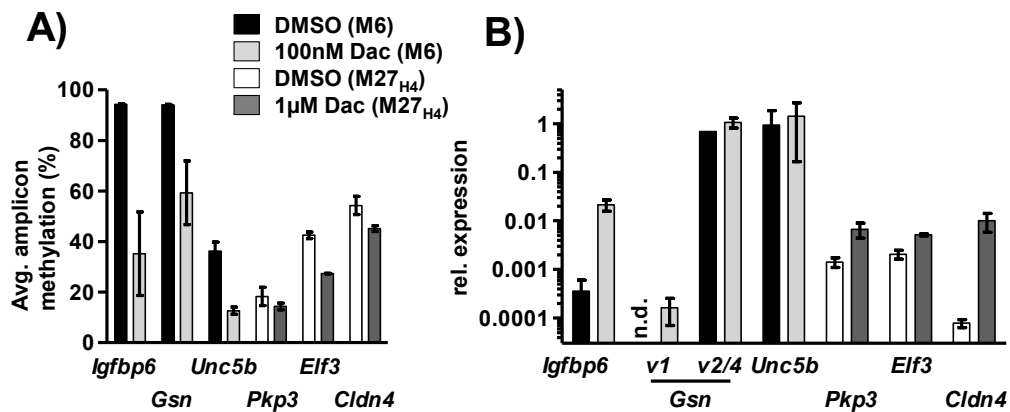 A)
DMSO (M6)
100nM Dac (M6)
DMSO (M27H4)
1µM Dac (M27H4)
Avg. amplicon
methylation (%)
100
80
60
40
20
0
Igfbp6 Unc5b Elf3
Gsn Pkp3 Cldn4
B)
rel. expression
1
0.1
0.01
0.001
0.0001
n.d.
Igfbp6 v1 v2/4 Unc5b Elf3
Gsn Pkp3 Cldn4